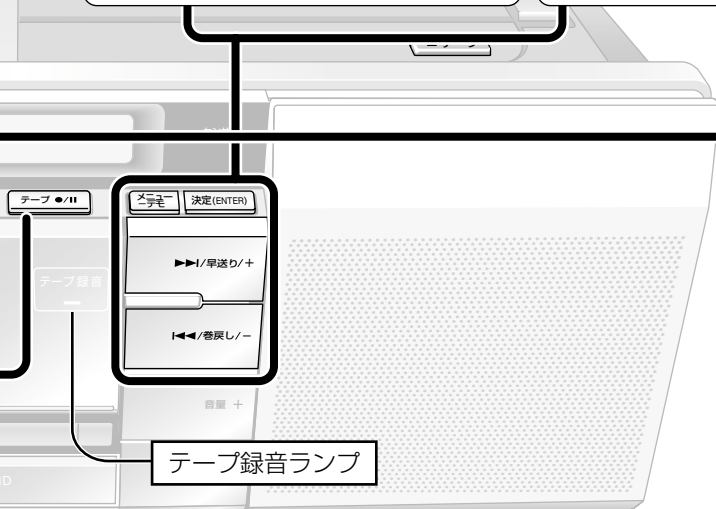 テープ ●/II
メニュー
−デモ
決定(ENTER)
▶▶I/早送り/+
テープ録音
I◀◀/巻戻し/−
音量 +
テープ録音ランプ